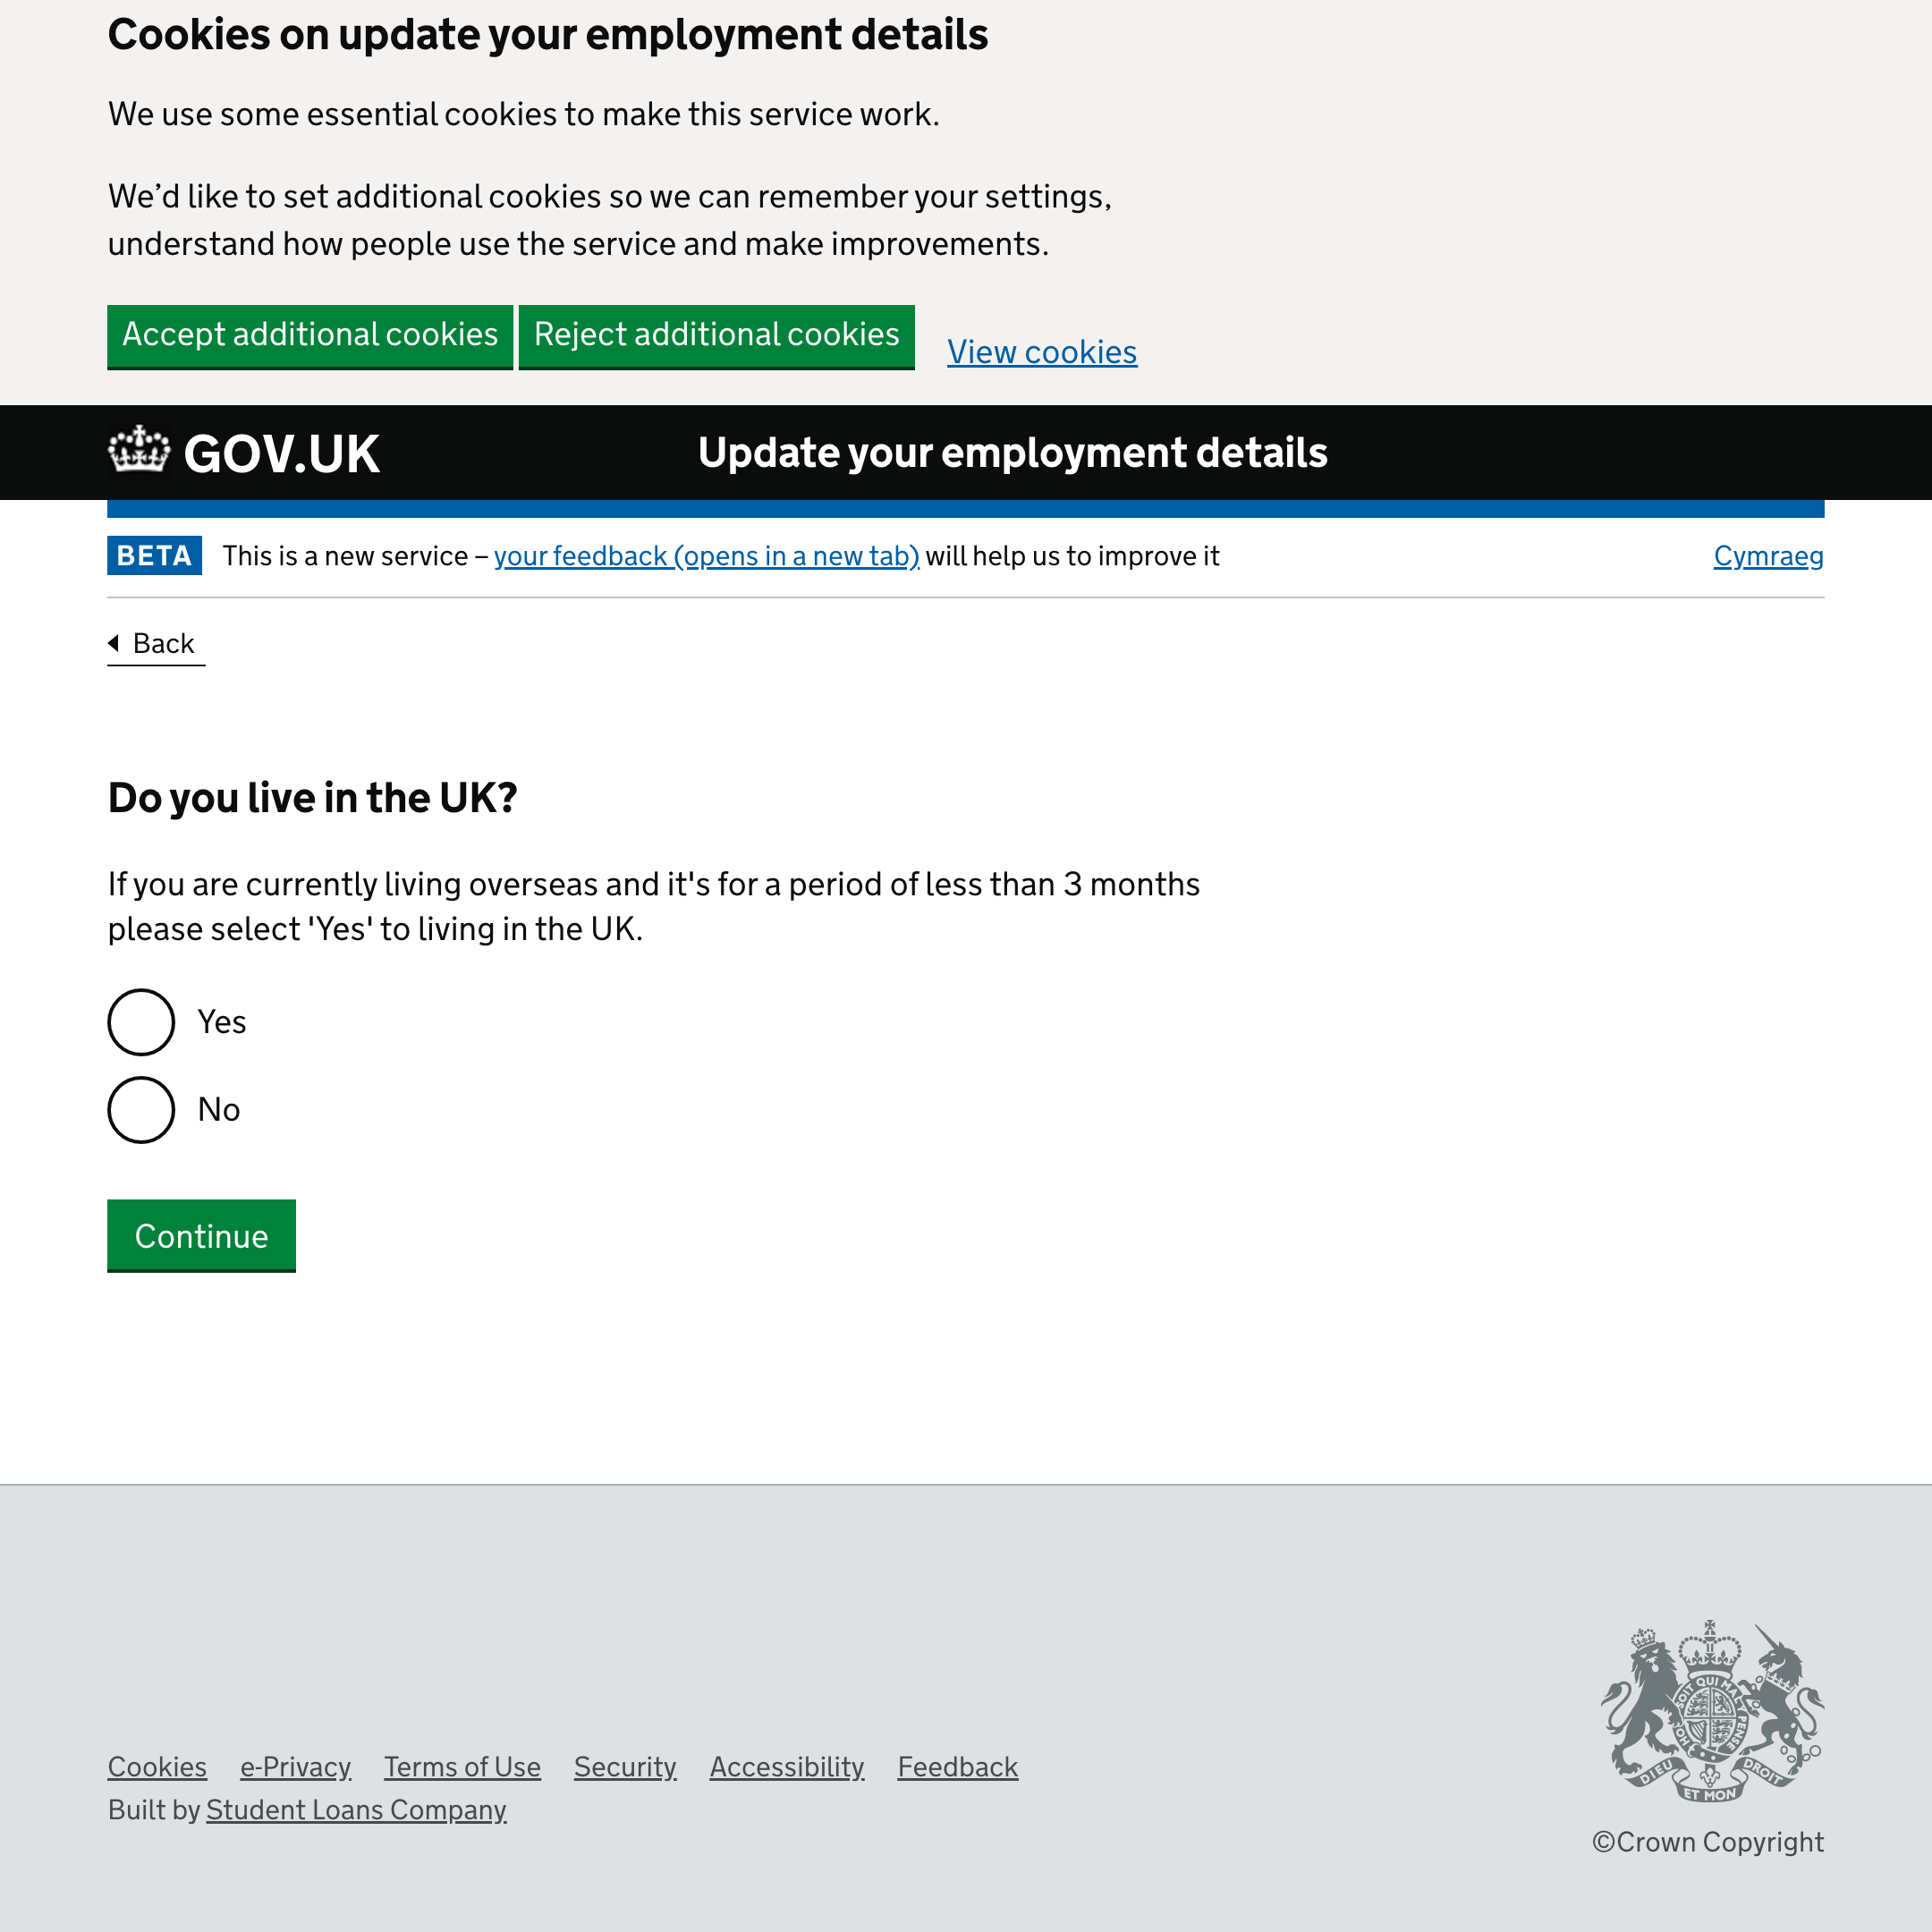 Cookies on update your employment details
We use some essential cookies to make this service work.
We’d like to set additional cookies so we can remember your settings,
understand how people use the service and make improvements.
Accept additional cookies Reject additional cookies View cookies
GOV.UK Update your employment details
BETA This is a new service – your feedback (opens in a new tab) will help us to improve it Cymraeg
Back
Do you live in the UK?
If you are currently living overseas and it's for a period of less than 3 months
please select 'Yes' to living in the UK.
Yes
No
Continue
SOIT QUI MAL
DIEU ET MON DROIT
Cookies e-Privacy Terms of Use Security Accessibility Feedback
Built by Student Loans Company
©Crown Copyright